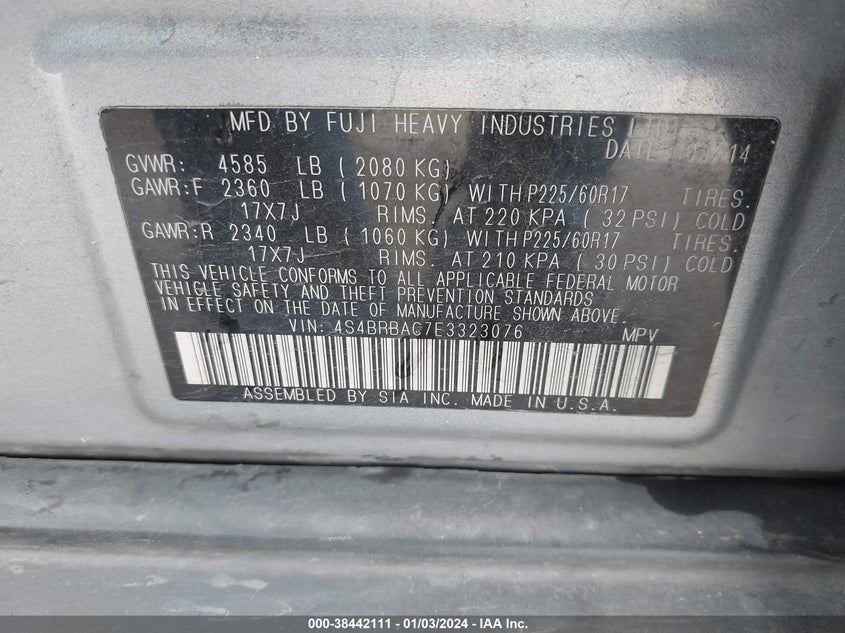 MFD BY FUJI HEAVY INDUSTRIES LTD.
DATE /14
GVWR: 4585 LB ( 2080 KG)
GAWR:F 2360 LB ( 1070 KG) WITH P225/60R17 TIRES.
17X7J RIMS. AT 220 KPA ( 32 PSI) COLD
GAWR:R 2340 LB ( 1060 KG) WITH P225/60R17 TIRES.
17X7J RIMS. AT 210 KPA ( 30 PSI) COLD
THIS VEHICLE CONFORMS TO ALL APPLICABLE FEDERAL MOTOR
VEHICLE SAFETY AND THEFT PREVENTION STANDARDS
IN EFFECT ON THE DATE OF MANUFACTURE SHOWN ABOVE.
VIN: 4S4BRBAC7E3323076 MPV
ASSEMBLED BY SIA INC. MADE IN U.S.A.
000-38442111 - 01/03/2024 - IAA Inc.